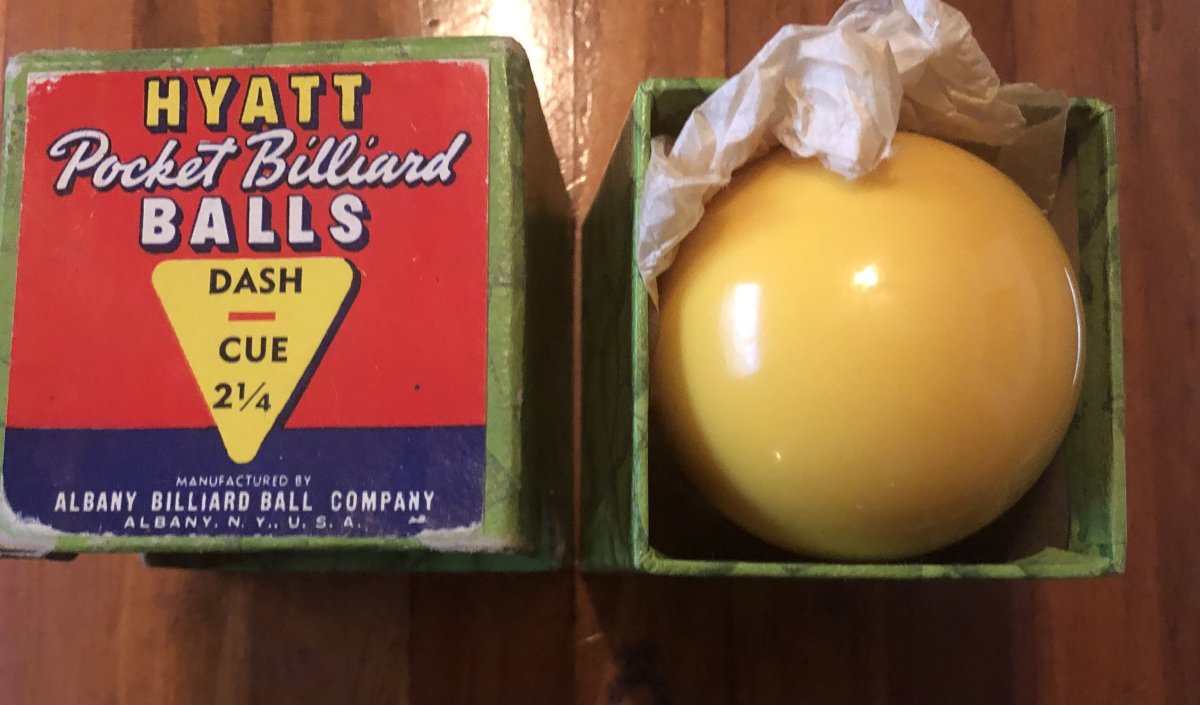 HYATT
Pocket Billiard
BALLS
DASH
—
CUE
2¼
MANUFACTURED BY
ALBANY BILLIARD BALL COMPANY
ALBANY, N. Y., U. S. A.